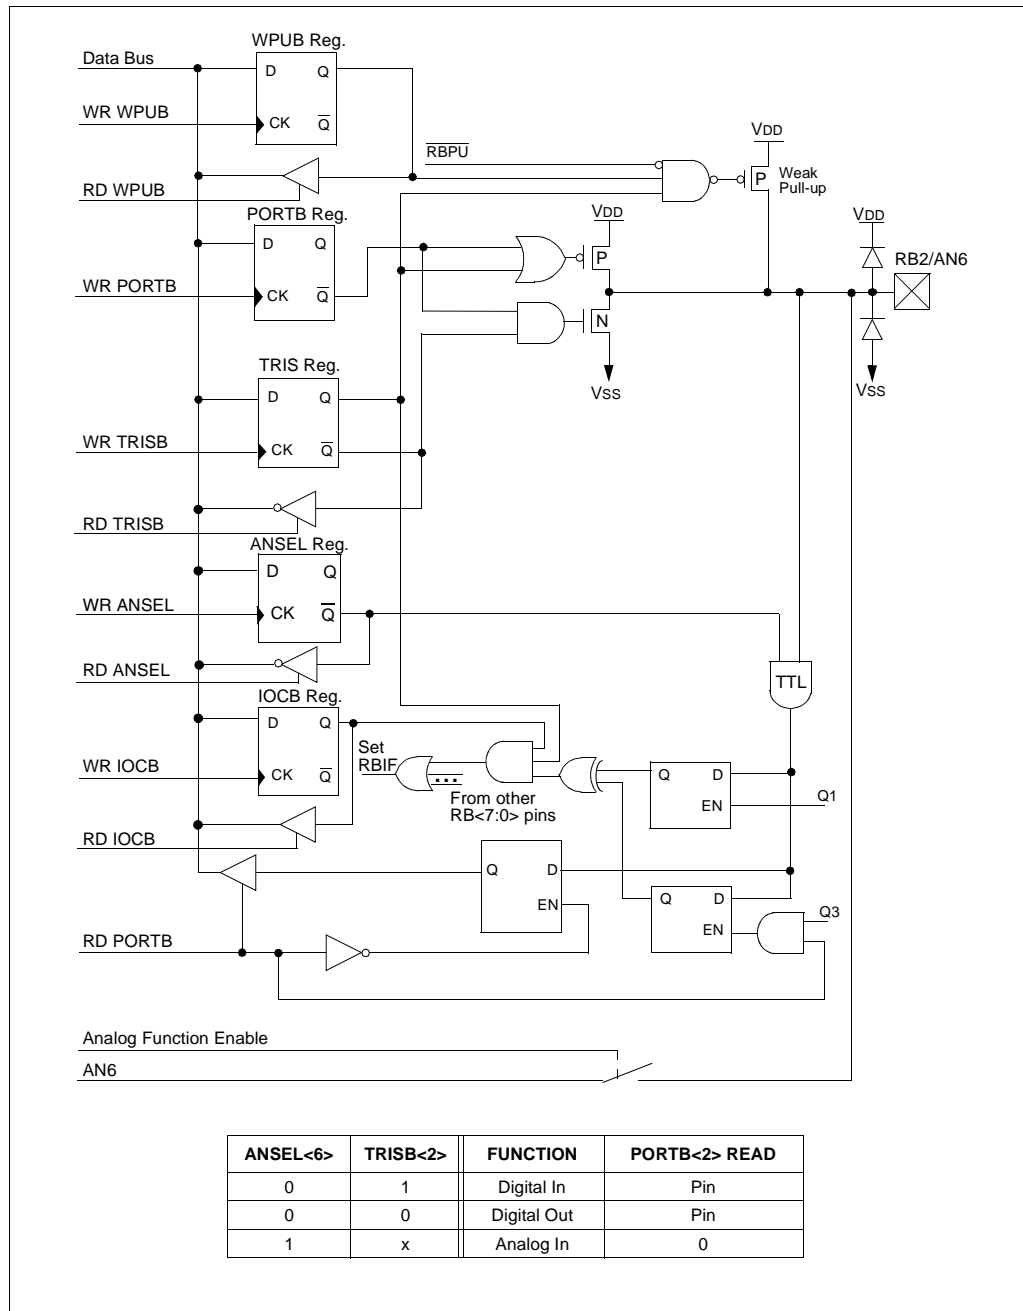 WPUB Reg.
Data Bus
D Q
WR WPUB
CK Q
RBPU
VDD
P Weak
Pull-up
RD WPUB
PORTB Reg.
VDD
VDD
D Q
P
RB2/AN6
WR PORTB
CK Q
N
TRIS Reg.
VSS
VSS
D Q
WR TRISB
CK Q
RD TRISB
ANSEL Reg.
D Q
WR ANSEL
CK Q
RD ANSEL
TTL
IOCB Reg.
D Q
Set
RBIF
WR IOCB
CK Q
...
From other
RB<7:0> pins
Q D
EN
Q1
RD IOCB
Q D
EN
Q D
EN
Q3
RD PORTB
Analog Function Enable
AN6
ANSEL<6> TRISB<2> FUNCTION PORTB<2> READ
0 1 Digital In Pin
0 0 Digital Out Pin
1 x Analog In 0